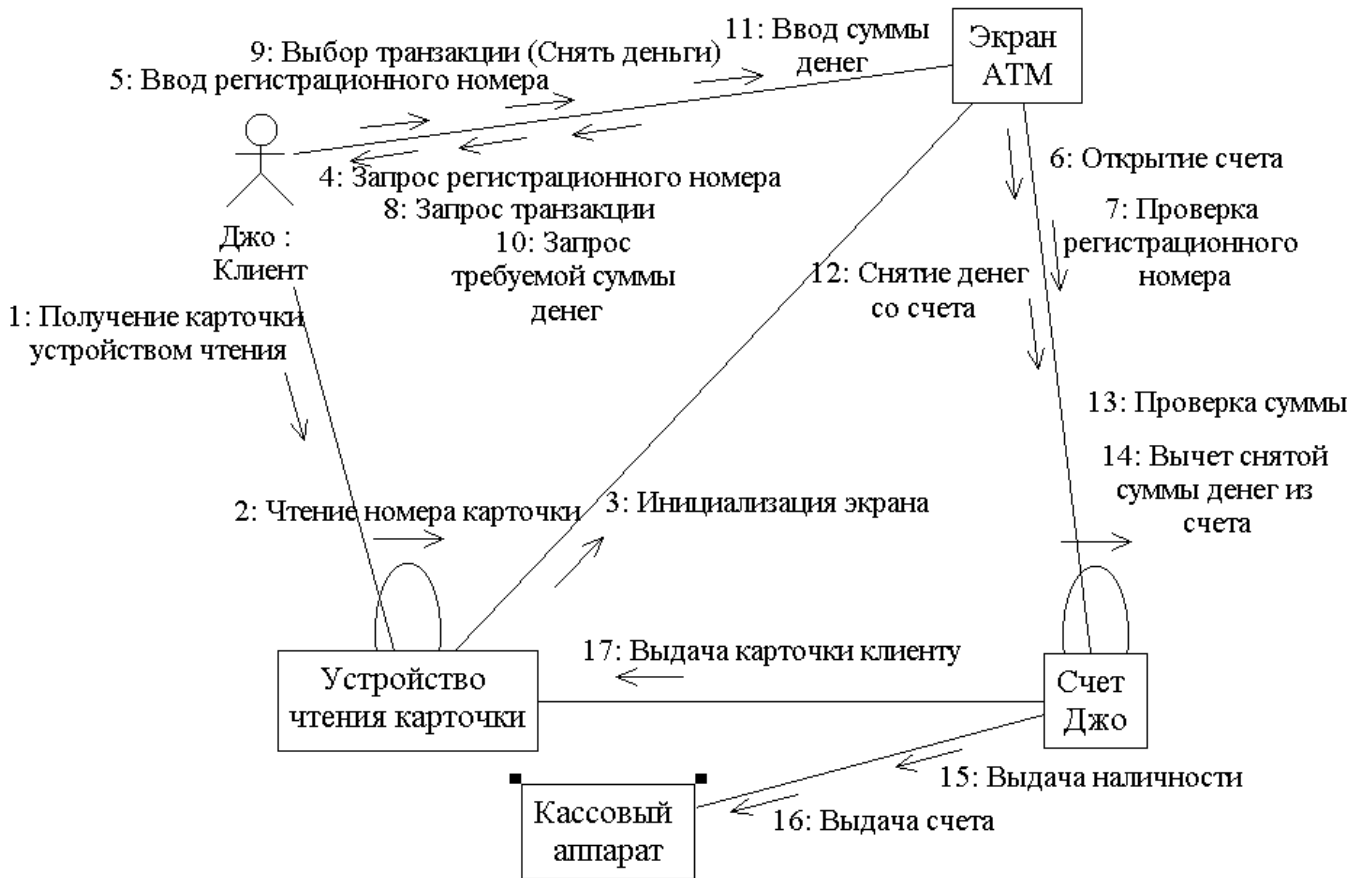 11: Ввод суммы
денег
9: Выбор транзакции (Снять деньги)
5: Ввод регистрационного номера
Экран
АТМ
4: Запрос регистрационного номера
8: Запрос транзакции
10: Запрос
требуемой суммы
денег
6: Открытие счета
7: Проверка
регистрационного
номера
Джо :
Клиент
12: Снятие денег
со счета
1: Получение карточки
устройством чтения
13: Проверка суммы
14: Вычет снятой
суммы денег из
счета
2: Чтение номера карточки
3: Инициализация экрана
17: Выдача карточки клиенту
Устройство
чтения карточки
Счет
Джо
15: Выдача наличности
16: Выдача счета
Кассовый
аппарат